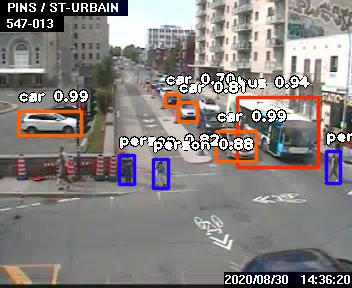 PINS / ST-URBAIN
547-013
car 0.70
car 0.81
bus 0.94
car 0.99
car 0.99
person 0.82
person 0.88
per
2020/08/30 14:36:20